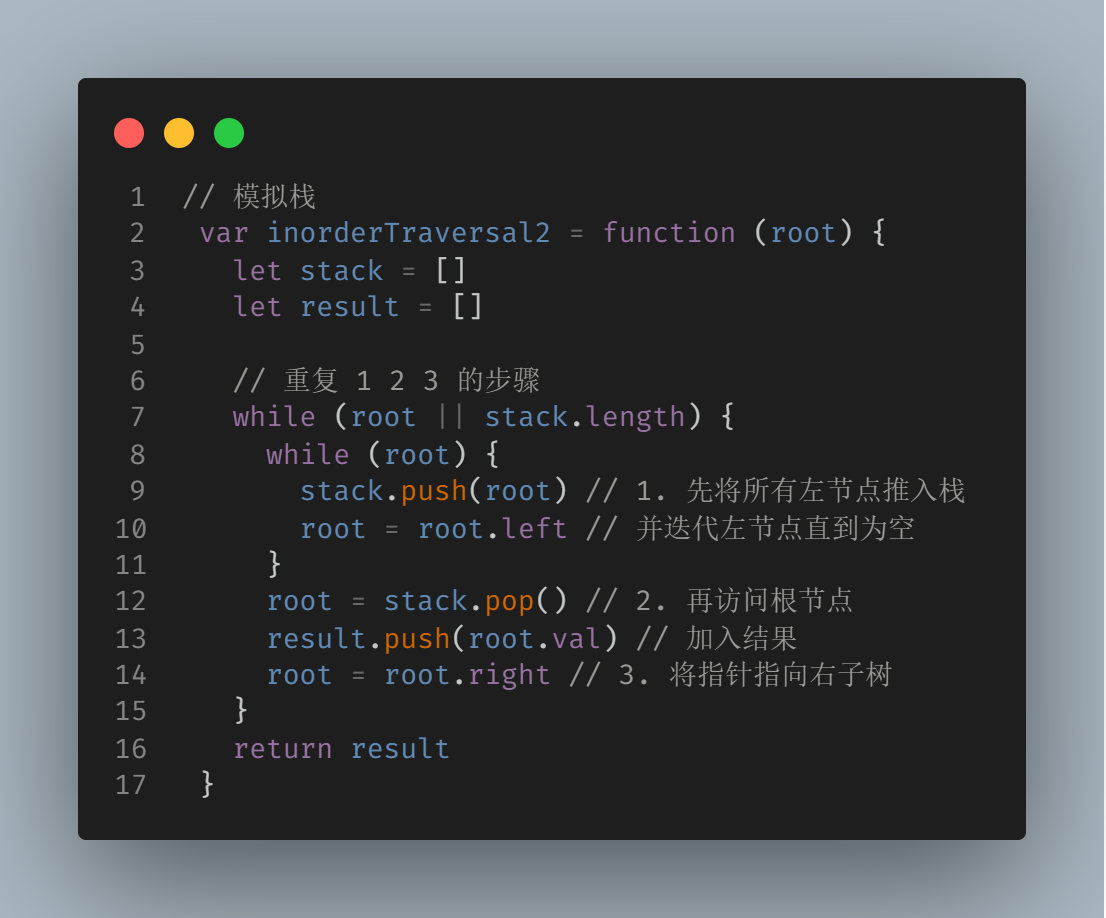 1 // 模拟栈
2 var inorderTraversal2 = function (root) {
3 let stack = []
4 let result = []
5
6 // 重复 1 2 3 的步骤
7 while (root || stack.length) {
8 while (root) {
9 stack.push(root) // 1. 先将所有左节点推入栈
10 root = root.left // 并迭代左节点直到为空
11 }
12 root = stack.pop() // 2. 再访问根节点
13 result.push(root.val) // 加入结果
14 root = root.right // 3. 将指针指向右子树
15 }
16 return result
17 }